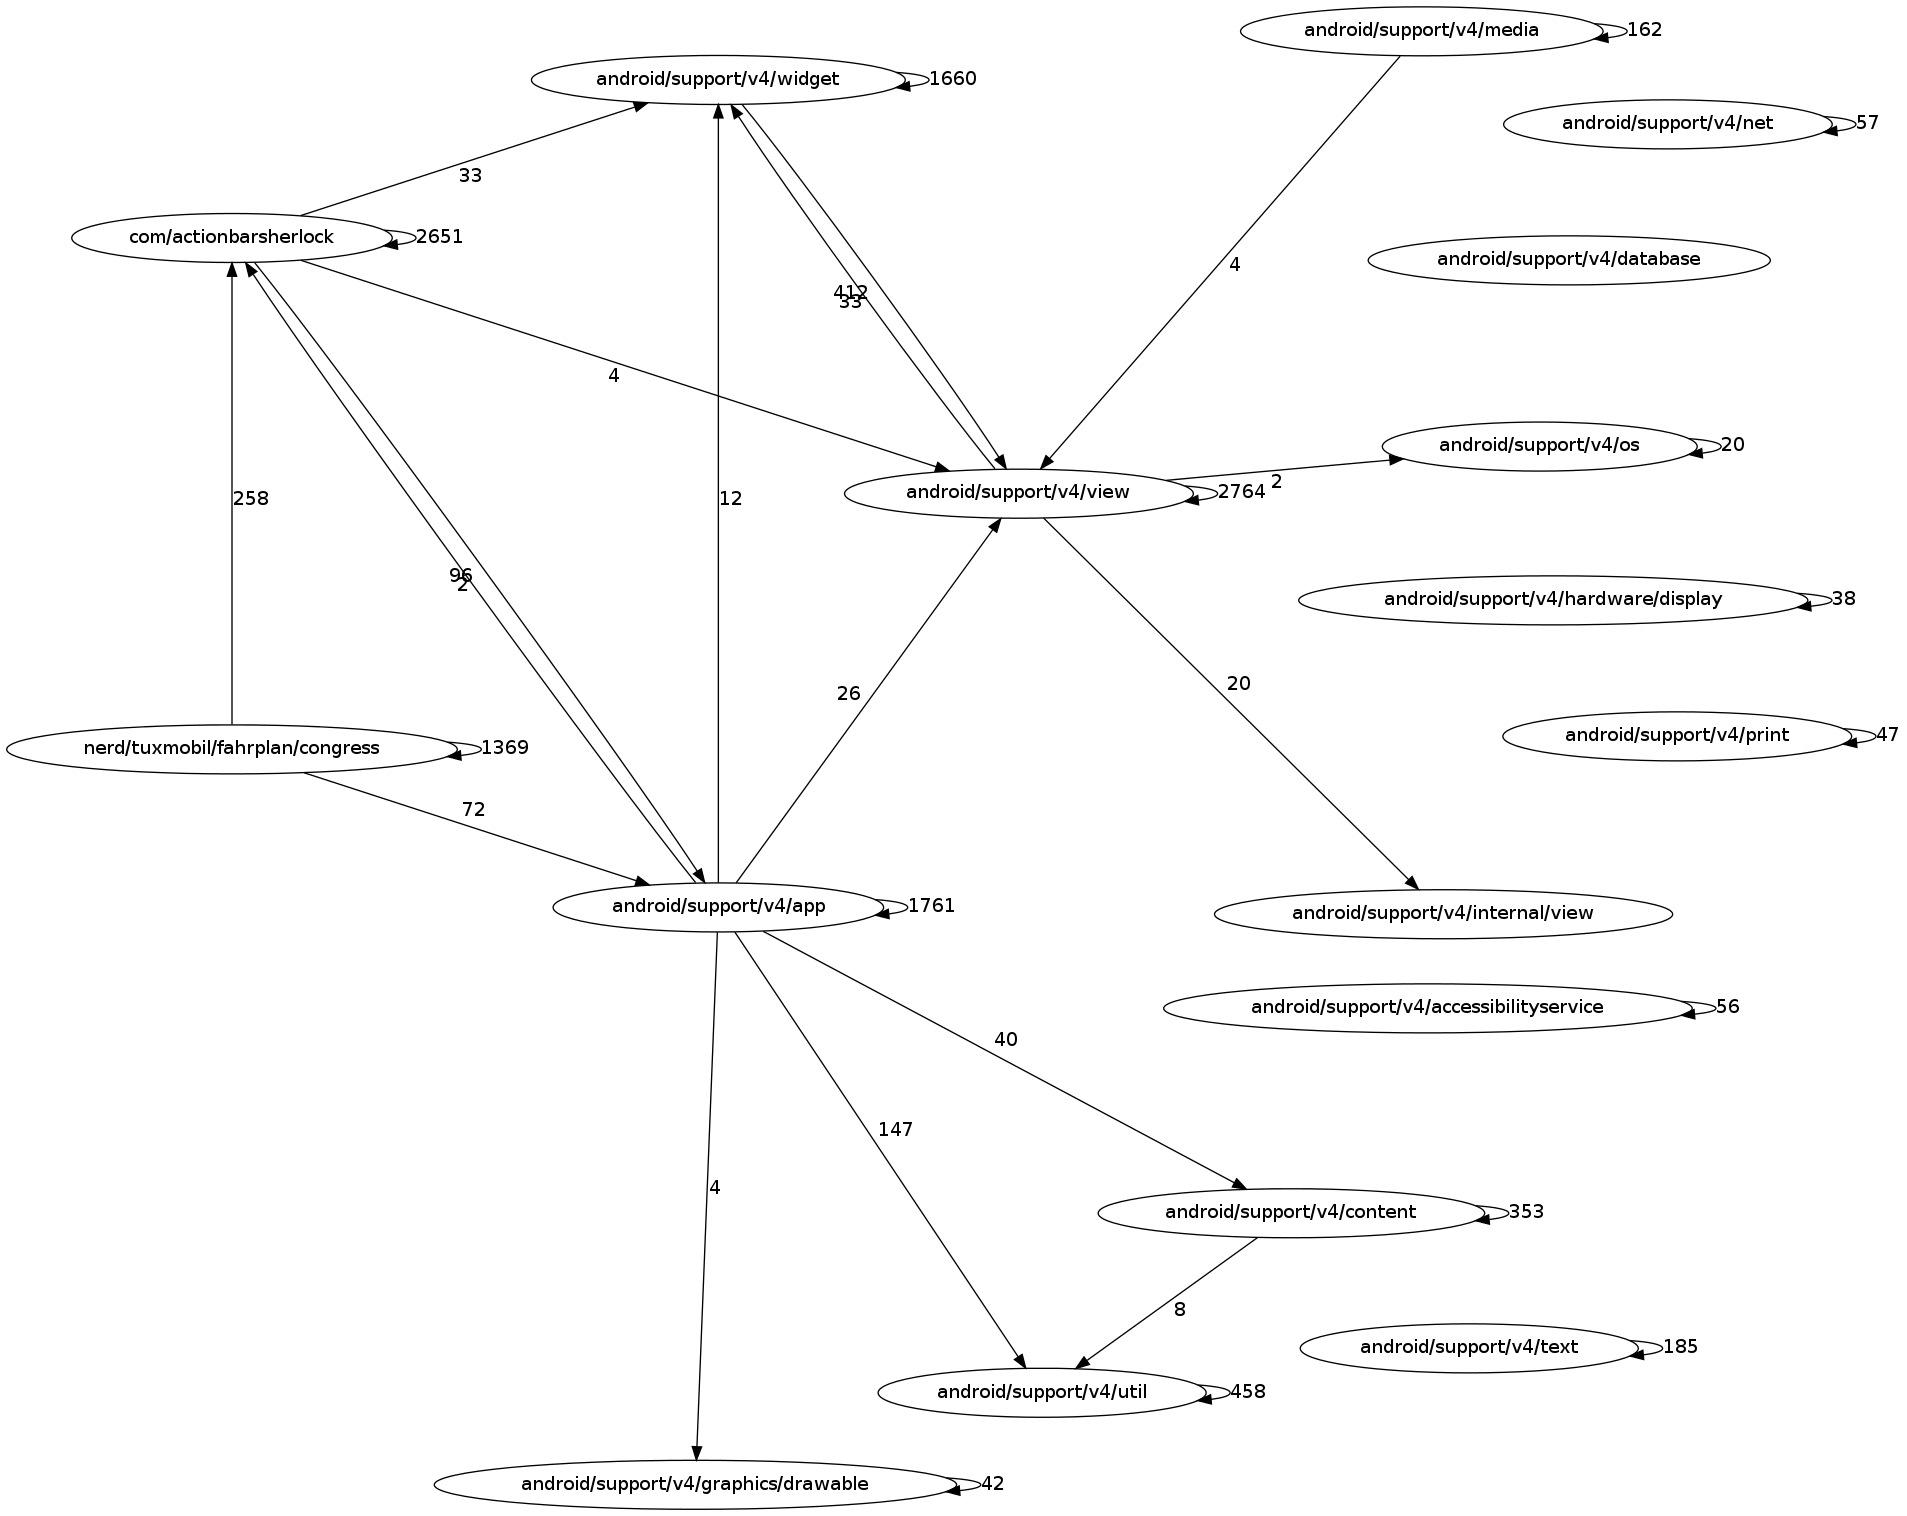 android/support/v4/media
162
android/support/v4/widget
1660
android/support/v4/net
57
33
com/actionbarsherlock
2651
android/support/v4/database
4
412
33
4
android/support/v4/os
20
2
android/support/v4/view
2764
258
12
96
2
android/support/v4/hardware/display
38
20
26
android/support/v4/print
47
nerd/tuxmobil/fahrplan/congress
1369
72
android/support/v4/app
1761
android/support/v4/internal/view
android/support/v4/accessibilityservice
56
40
147
4
android/support/v4/content
353
8
android/support/v4/text
185
android/support/v4/util
458
android/support/v4/graphics/drawable
42